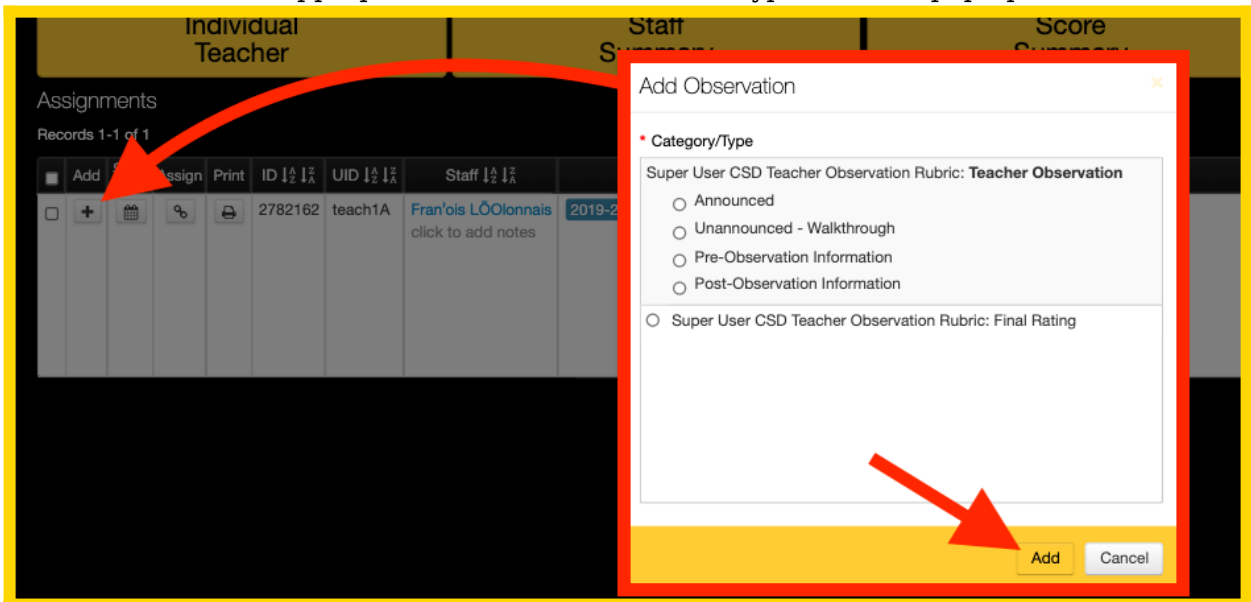 Individual
Teacher
Staff
Score
Add Observation ×
* Category/Type
Assignments
Records 1-1 of 1
Super User CSD Teacher Observation Rubric: Teacher Observation
Announced
Unannounced - Walkthrough
Pre-Observation Information
Post-Observation Information
Super User CSD Teacher Observation Rubric: Final Rating
Add Assign Print ID UID Staff
2782162 teach1A Fran'ois LÕOlonnais 2019-2
click to add notes
Add Cancel